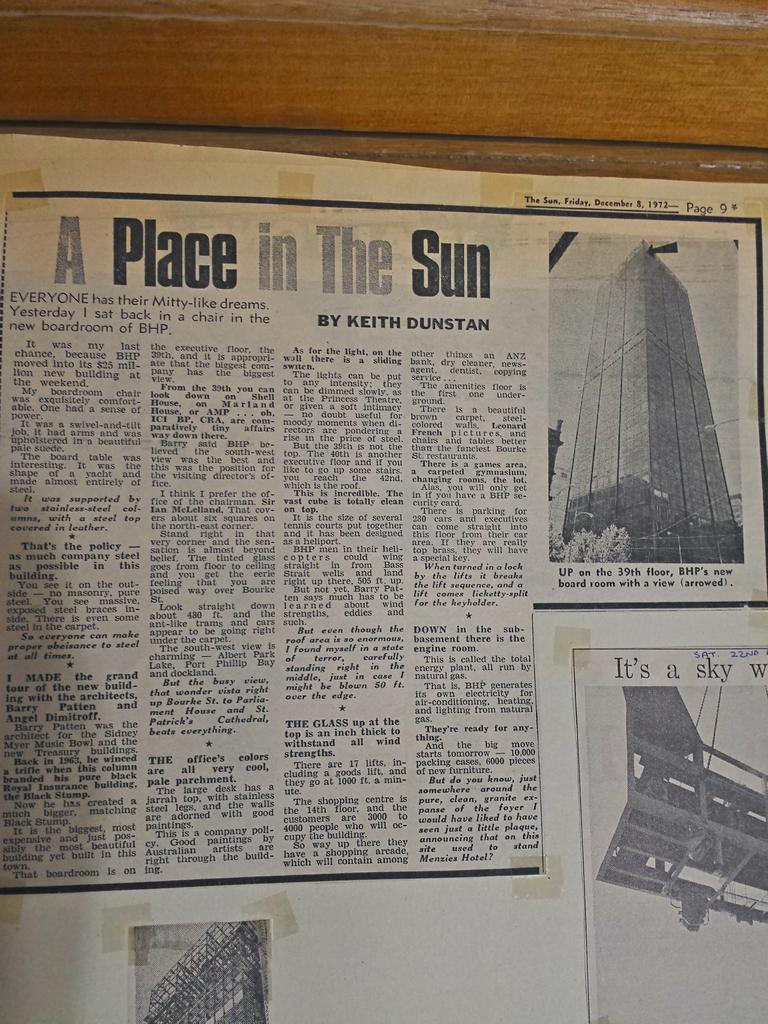 The Sun, Friday, December 8, 1972— Page 9 *
A Place in The Sun
EVERYONE has their Mitty-like dreams.
Yesterday I sat back in a chair in the
new boardroom of BHP.
BY KEITH DUNSTAN
It was my last
chance, because BHP
moved into its $25 mil-
lion new building at
the weekend.
My boardroom chair
was exquisitely comfort-
able. One had a sense of
power.
It was a swivel-and-tilt
job, it had arms and was
upholstered in a beautiful
pale suede.
The board table was
interesting. It was the
shape of a yacht and
made almost entirely of
steel.
It was supported by
two stainless-steel col-
umns, with a steel top
covered in leather.
★
That's the policy —
as much company steel
as possible in this
building.
You see it on the out-
side — no masonry, pure
steel. You see massive,
exposed steel braces in-
side. There is even some
steel in the carpet.
So everyone can make
proper obeisance to steel
at all times.
★
I MADE the grand
tour of the new build-
ing with the architects,
Barry Patten and
Angel Dimitroff.
Barry Patten was the
architect for the Sidney
Myer Music Bowl and the
new Treasury buildings.
Back in 1963, he winced
a trifle when this column
branded his pure black
Royal Insurance building,
the Black Stump.
Now he has created a
much bigger, matching
Black Stump.
It is the biggest, most
expensive and just pos-
sibly the most beautiful
building yet built in this
town.
That boardroom is on
the executive floor, the
39th, and it is appropri-
ate that the biggest com-
pany has the biggest
view.
From the 39th you can
look down on Shell
House, on Marland
House, or AMP . . . oh,
ICI BP, CRA, are com-
paratively tiny affairs
way down there.
Barry said BHP be-
lieved the south-west
view was the best and
this was the position for
the visiting director's of-
fice.
I think I prefer the of-
fice of the chairman. Sir
Ian McLelland. That cov-
ers about six squares on
the north-east corner.
Stand right in that
very corner and the sen-
sation is almost beyond
belief. The tinted glass
goes from floor to ceiling
and you get the eerie
feeling that you are
poised way over Bourke
St.
Look straight down
about 480 ft. and the
ant-like trams and cars
appear to be going right
under the carpet.
The south-west view is
charming — Albert Park
Lake, Port Phillip Bay
and dockland.
But the busy view,
that wonder vista right
up Bourke St. to Parlia-
ment House and St.
Patrick's Cathedral,
beats everything.
★
THE office's colors
are all very cool,
pale parchment.
The large desk has a
jarrah top, with stainless
steel legs, and the walls
are adorned with good
paintings.
This is a company poli-
cy. Good paintings by
Australian artists are
right through the build-
ing.
As for the light, on the
wall there is a sliding
switch.
The lights can be put
to any intensity; they
can be dimmed slowly, as
at the Princess Theatre,
or given a soft intimacy
— no doubt useful for
moody moments when di-
rectors are pondering a
rise in the price of steel.
But the 39th is not the
top. The 40th is another
executive floor and if you
like to go up some stairs,
you reach the 42nd,
which is the roof.
This is incredible. The
vast cube is totally clean
on top.
It is the size of several
tennis courts put together
and it has been designed
as a heliport.
BHP men in their heli-
copters could wing
straight in from Bass
Strait wells and land
right up there, 505 ft. up.
But not yet. Barry Pat-
ten says much has to be
learned about wind
strengths, eddies and
such.
But even though the
roof area is so enormous,
I found myself in a state
of terror, carefully
standing right in the
middle, just in case I
might be blown 50 ft.
over the edge.
★
THE GLASS up at the
top is an inch thick to
withstand all wind
strengths.
There are 17 lifts, in-
cluding a goods lift, and
they go at 1000 ft. a min-
ute.
The shopping centre is
the 14th floor, and the
customers are 3000 to
4000 people who will oc-
cupy the building.
So way up there they
have a shopping arcade,
which will contain among
other things an ANZ
bank, dry cleaner, news-
agent, dentist, copying
service . . .
The amenities floor is
the first one under-
ground.
There is a beautiful
brown carpet, steel-
colored walls, Leonard
French pictures, and
chairs and tables better
than the fanciest Bourke
St. restaurants.
There is a games area,
a carpeted gymnasium,
changing rooms, the lot.
Alas, you will only get
in if you have a BHP se-
curity card.
There is parking for
280 cars and executives
can come straight into
this floor from their car
area. If they are really
top brass, they will have
a special key.
When turned in a lock
by the lifts it breaks
the lift sequence, and a
lift comes licketty-split
for the keyholder.
★
DOWN in the sub-
basement there is the
engine room.
This is called the total
energy plant, all run by
natural gas.
That is, BHP generates
its own electricity for
air-conditioning, heating,
and lighting from natural
gas.
They're ready for any-
thing.
And the big move
starts tomorrow — 10,000
packing cases, 6000 pieces
of new furniture.
But do you know, just
somewhere around the
pure, clean, granite ex-
panse of the foyer I
would have liked to have
seen just a little plaque,
announcing that on this
site used to stand
Menzies Hotel?
UP on the 39th floor, BHP's new
board room with a view (arrowed).
SAT. 22ND
It's a sky w